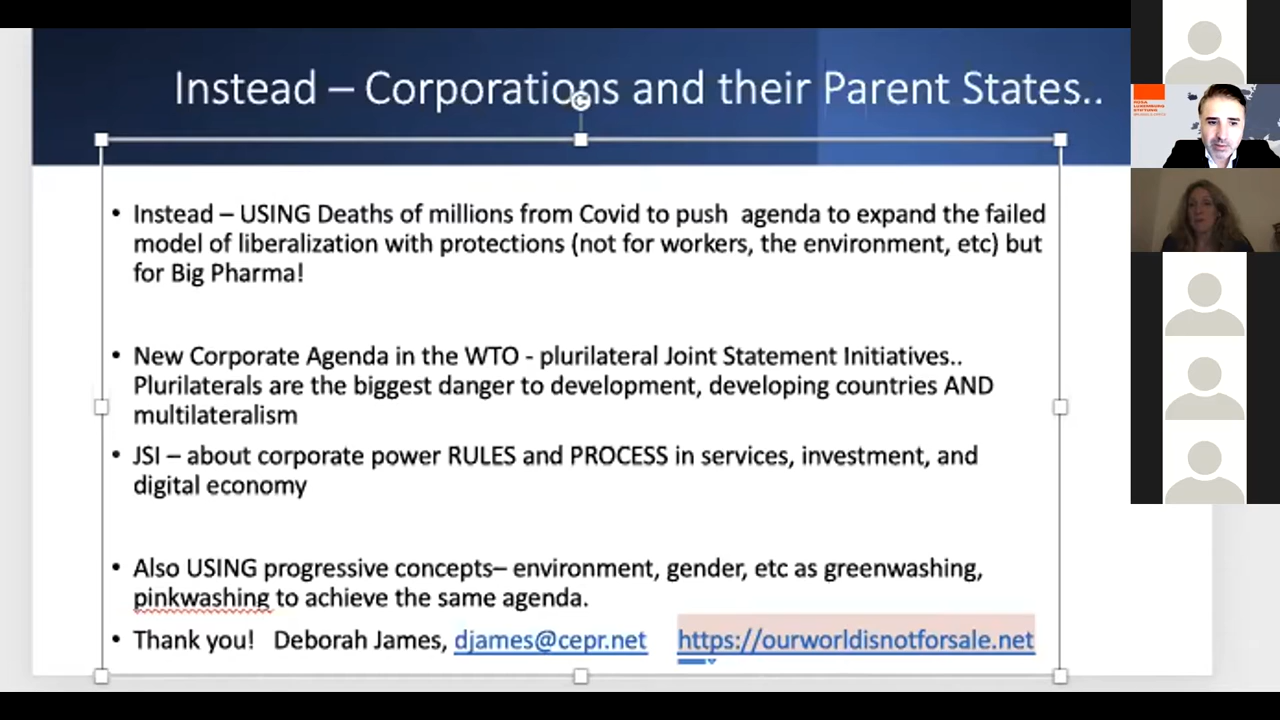 Instead – Corporations and their Parent States..
• Instead – USING Deaths of millions from Covid to push  agenda to expand the failed
model of liberalization with protections (not for workers, the environment, etc) but
for Big Pharma!
• New Corporate Agenda in the WTO - plurilateral Joint Statement Initiatives..
Plurilaterals are the biggest danger to development, developing countries AND
multilateralism
• JSI – about corporate power RULES and PROCESS in services, investment, and
digital economy
• Also USING progressive concepts– environment, gender, etc as greenwashing,
pinkwashing to achieve the same agenda.
• Thank you!   Deborah James, djames@cepr.net    https://ourworldisnotforsale.net
ROSA
LUXEMBURG
STIFTUNG